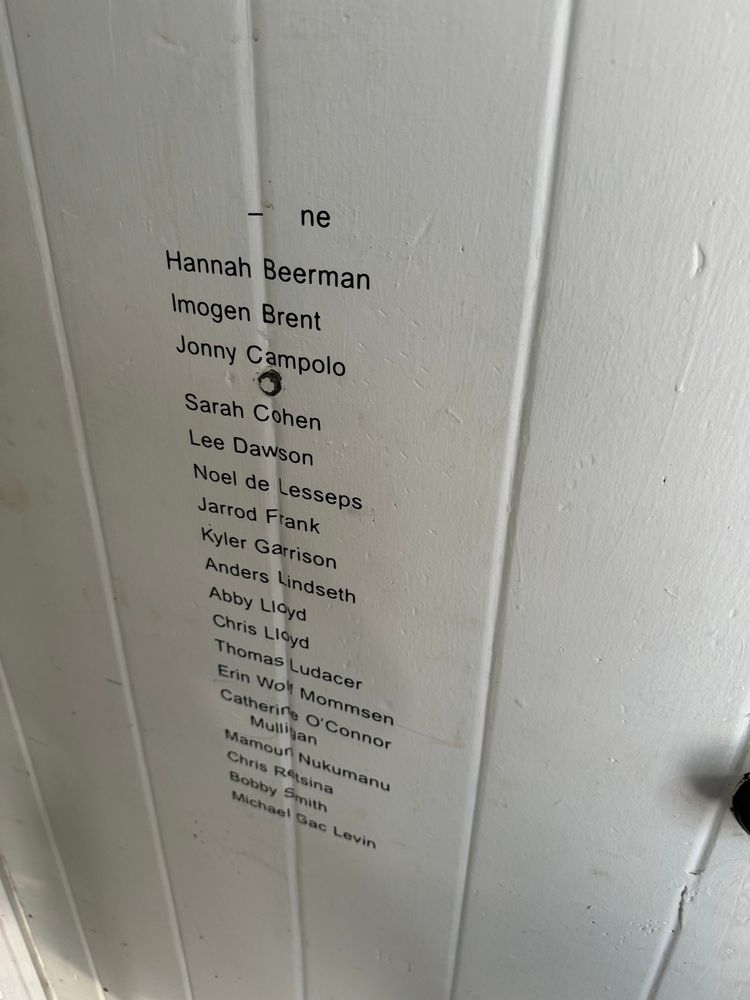 – ne
Hannah Beerman
Imogen Brent
Jonny Campolo
Sarah Cohen
Lee Dawson
Noel de Lesseps
Jarrod Frank
Kyler Garrison
Anders Lindseth
Abby Lloyd
Chris Lloyd
Thomas Ludacer
Erin Wolf Mommsen
Catherine O'Connor
Mulligan
Mamoun Nukumanu
Chris Retsina
Bobby Smith
Michael Gac Levin